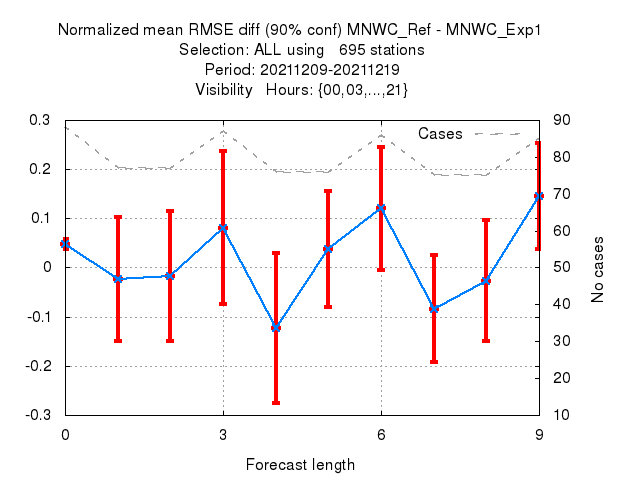 Normalized mean RMSE diff (90% conf) MNWC_Ref - MNWC_Exp1
Selection: ALL using   695 stations
Period: 20211209-20211219
Visibility   Hours: {00,03,...,21}
Cases
0.3
0.2
0.1
0
-0.1
-0.2
-0.3
90
80
70
60
50
40
30
20
10
No cases
0
3
6
9
Forecast length